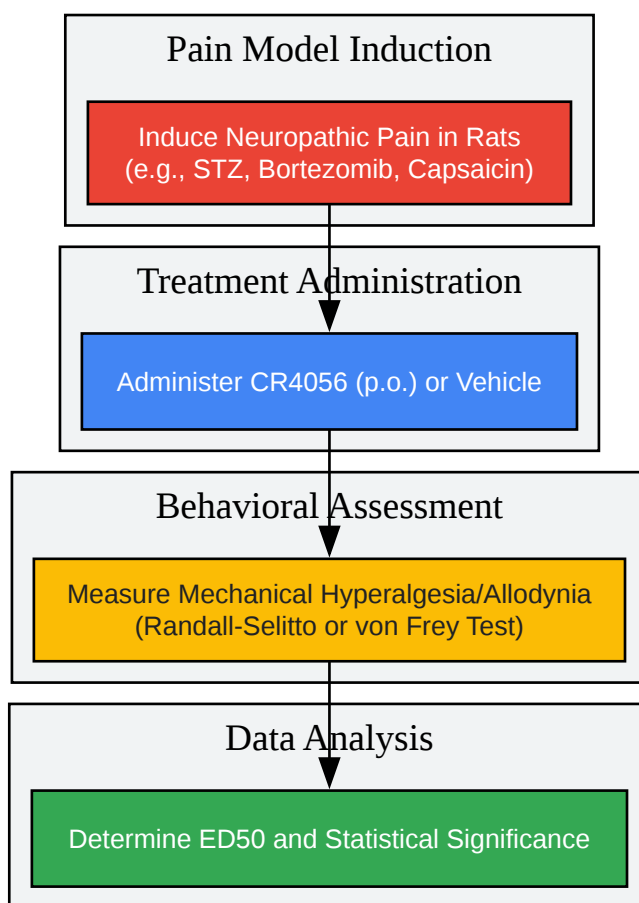 Pain Model Induction
Induce Neuropathic Pain in Rats
(e.g., STZ, Bortezomib, Capsaicin)
Treatment Administration
Administer CR4056 (p.o.) or Vehicle
Behavioral Assessment
Measure Mechanical Hyperalgesia/Allodynia
(Randall-Selitto or von Frey Test)
Data Analysis
Determine ED50 and Statistical Significance